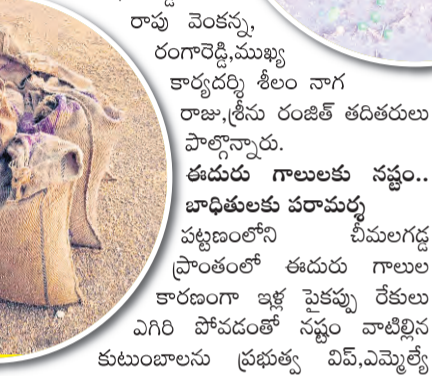 రాపు వెంకన్న,
రంగారెడ్డి,ముఖ్య
కార్యదర్శి శీలం నాగ
రాజు,శ్రీను రంజిత్ తదితరులు
పాల్గొన్నారు.
ఈదురు గాలులకు నష్టం..
బాధితులకు పరామర్శ
పట్టణంలోని చీమలగడ్డ
ప్రాంతంలో ఈదురు గాలుల
కారణంగా ఇళ్ల పైకప్పు రేకులు
ఎగిరి పోవడంతో నష్టం వాటిల్లిన
కుటుంబాలను ప్రభుత్వ విప్,ఎమ్మెల్యే